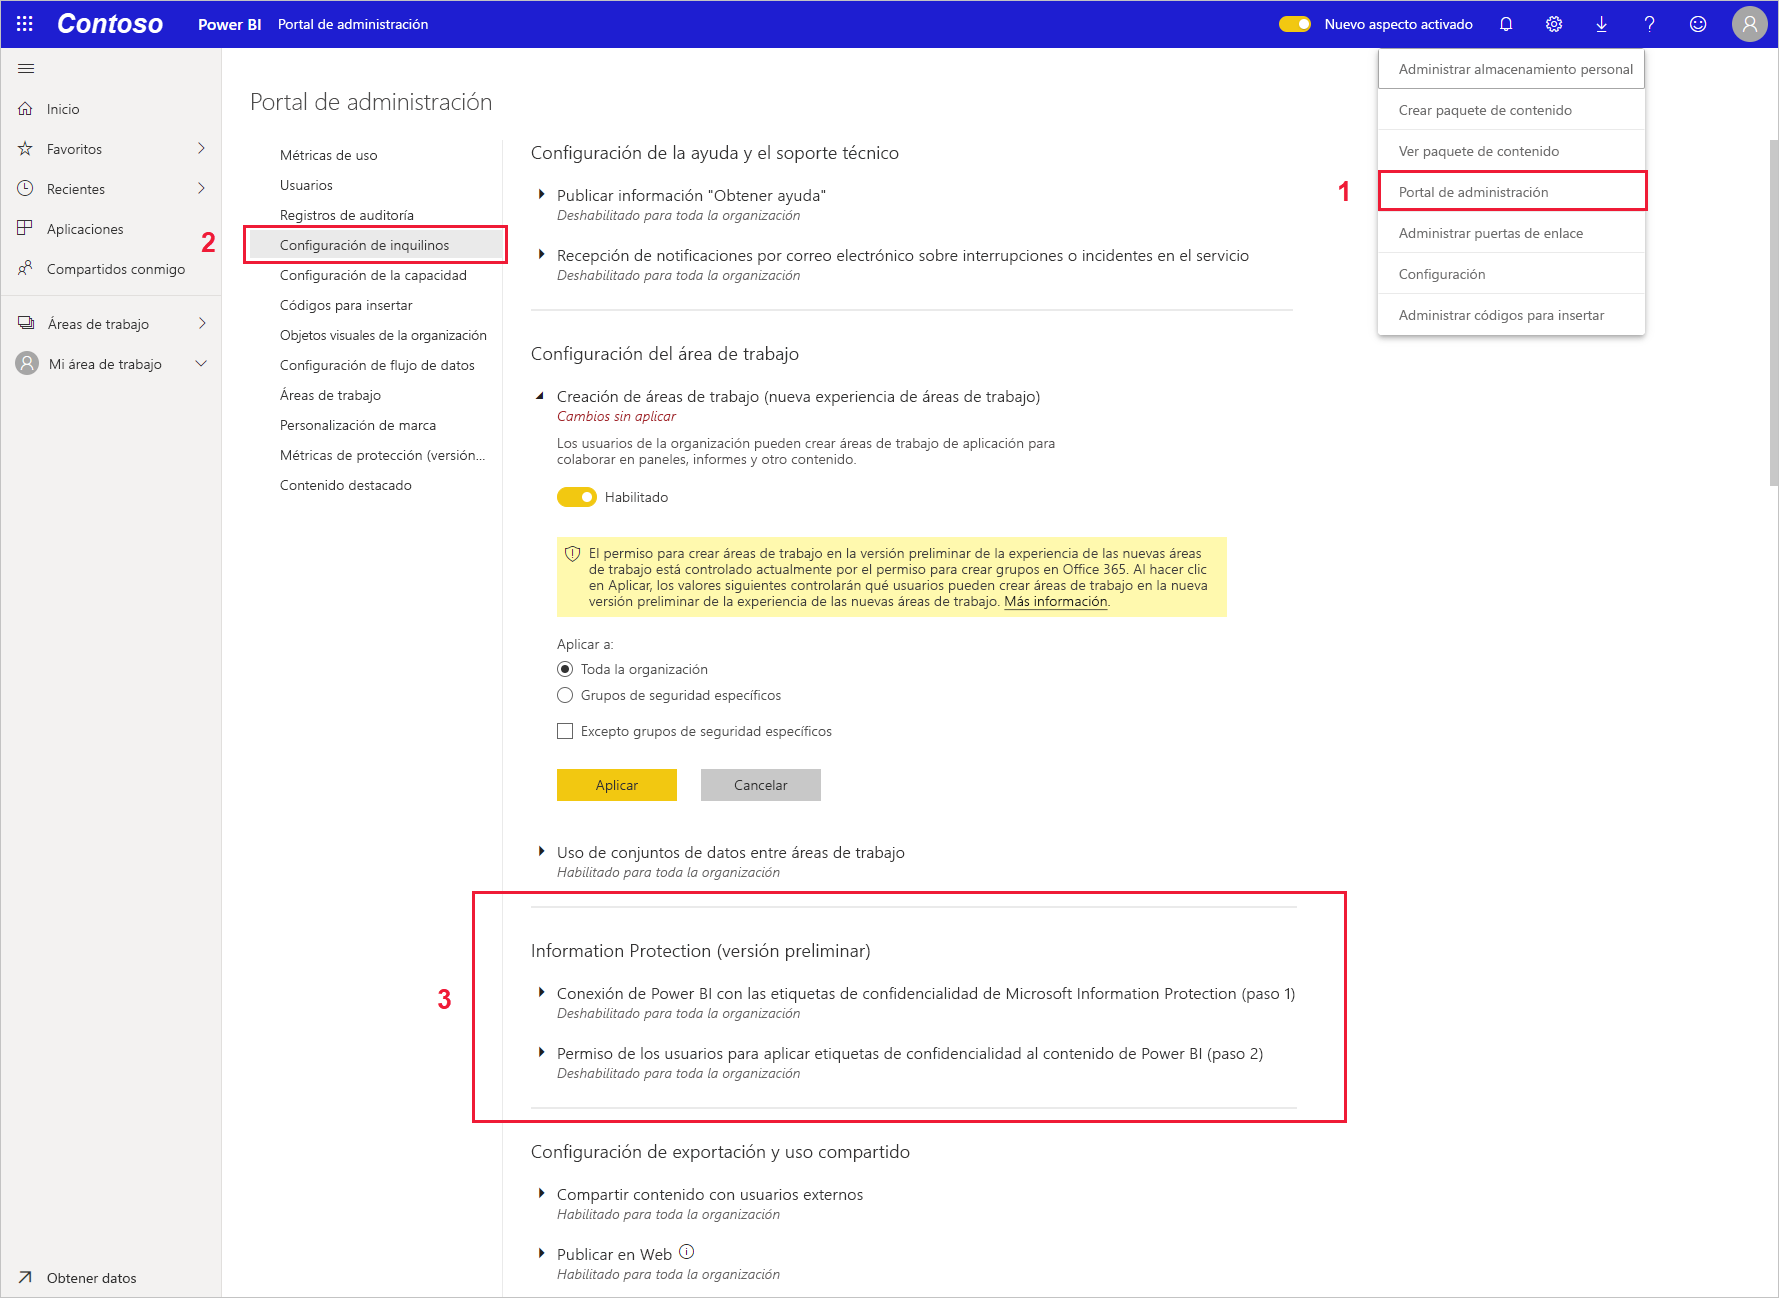 Contoso
Power BI
Portal de administración
Nuevo aspecto activado
Inicio
Favoritos
Recientes
Aplicaciones
Compartidos conmigo
Áreas de trabajo
Mi área de trabajo
Obtener datos
Portal de administración
Métricas de uso
Usuarios
Registros de auditoría
2
Configuración de inquilinos
Configuración de la capacidad
Códigos para insertar
Objetos visuales de la organización
Configuración de flujo de datos
Áreas de trabajo
Personalización de marca
Métricas de protección (versión...
Contenido destacado
Configuración de la ayuda y el soporte técnico
Publicar información "Obtener ayuda"
Deshabilitado para toda la organización
Recepción de notificaciones por correo electrónico sobre interrupciones o incidentes en el servicio
Deshabilitado para toda la organización
Configuración del área de trabajo
Creación de áreas de trabajo (nueva experiencia de áreas de trabajo)
Cambios sin aplicar
Los usuarios de la organización pueden crear áreas de trabajo de aplicación para
colaborar en paneles, informes y otro contenido.
Habilitado
El permiso para crear áreas de trabajo en la versión preliminar de la experiencia de las nuevas áreas
de trabajo está controlado actualmente por el permiso para crear grupos en Office 365. Al hacer clic
en Aplicar, los valores siguientes controlarán qué usuarios pueden crear áreas de trabajo en la nueva
versión preliminar de la experiencia de las nuevas áreas de trabajo. Más información.
Aplicar a:
Toda la organización
Grupos de seguridad específicos
Excepto grupos de seguridad específicos
Aplicar
Cancelar
Uso de conjuntos de datos entre áreas de trabajo
Habilitado para toda la organización
3
Information Protection (versión preliminar)
Conexión de Power BI con las etiquetas de confidencialidad de Microsoft Information Protection (paso 1)
Deshabilitado para toda la organización
Permiso de los usuarios para aplicar etiquetas de confidencialidad al contenido de Power BI (paso 2)
Deshabilitado para toda la organización
Configuración de exportación y uso compartido
Compartir contenido con usuarios externos
Habilitado para toda la organización
Publicar en Web
Habilitado para toda la organización
Administrar almacenamiento personal
Crear paquete de contenido
Ver paquete de contenido
1
Portal de administración
Administrar puertas de enlace
Configuración
Administrar códigos para insertar